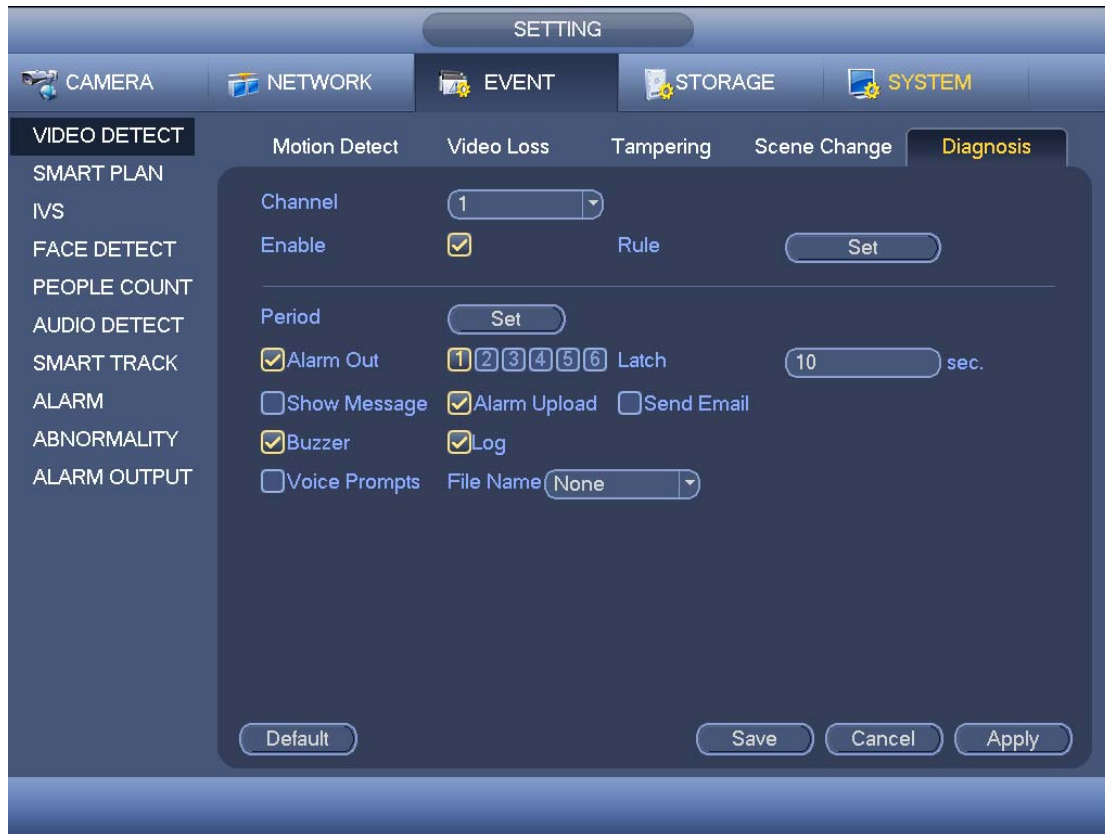 SETTING
CAMERA NETWORK EVENT STORAGE SYSTEM
VIDEO DETECT
SMART PLAN
IVS
FACE DETECT
PEOPLE COUNT
AUDIO DETECT
SMART TRACK
ALARM
ABNORMALITY
ALARM OUTPUT
Motion Detect Video Loss Tampering Scene Change Diagnosis
Channel 1
Enable Rule Set
Period Set
Alarm Out 1 2 3 4 5 6 Latch 10 sec.
Show Message Alarm Upload Send Email
Buzzer Log
Voice Prompts File Name None
Default Save Cancel Apply